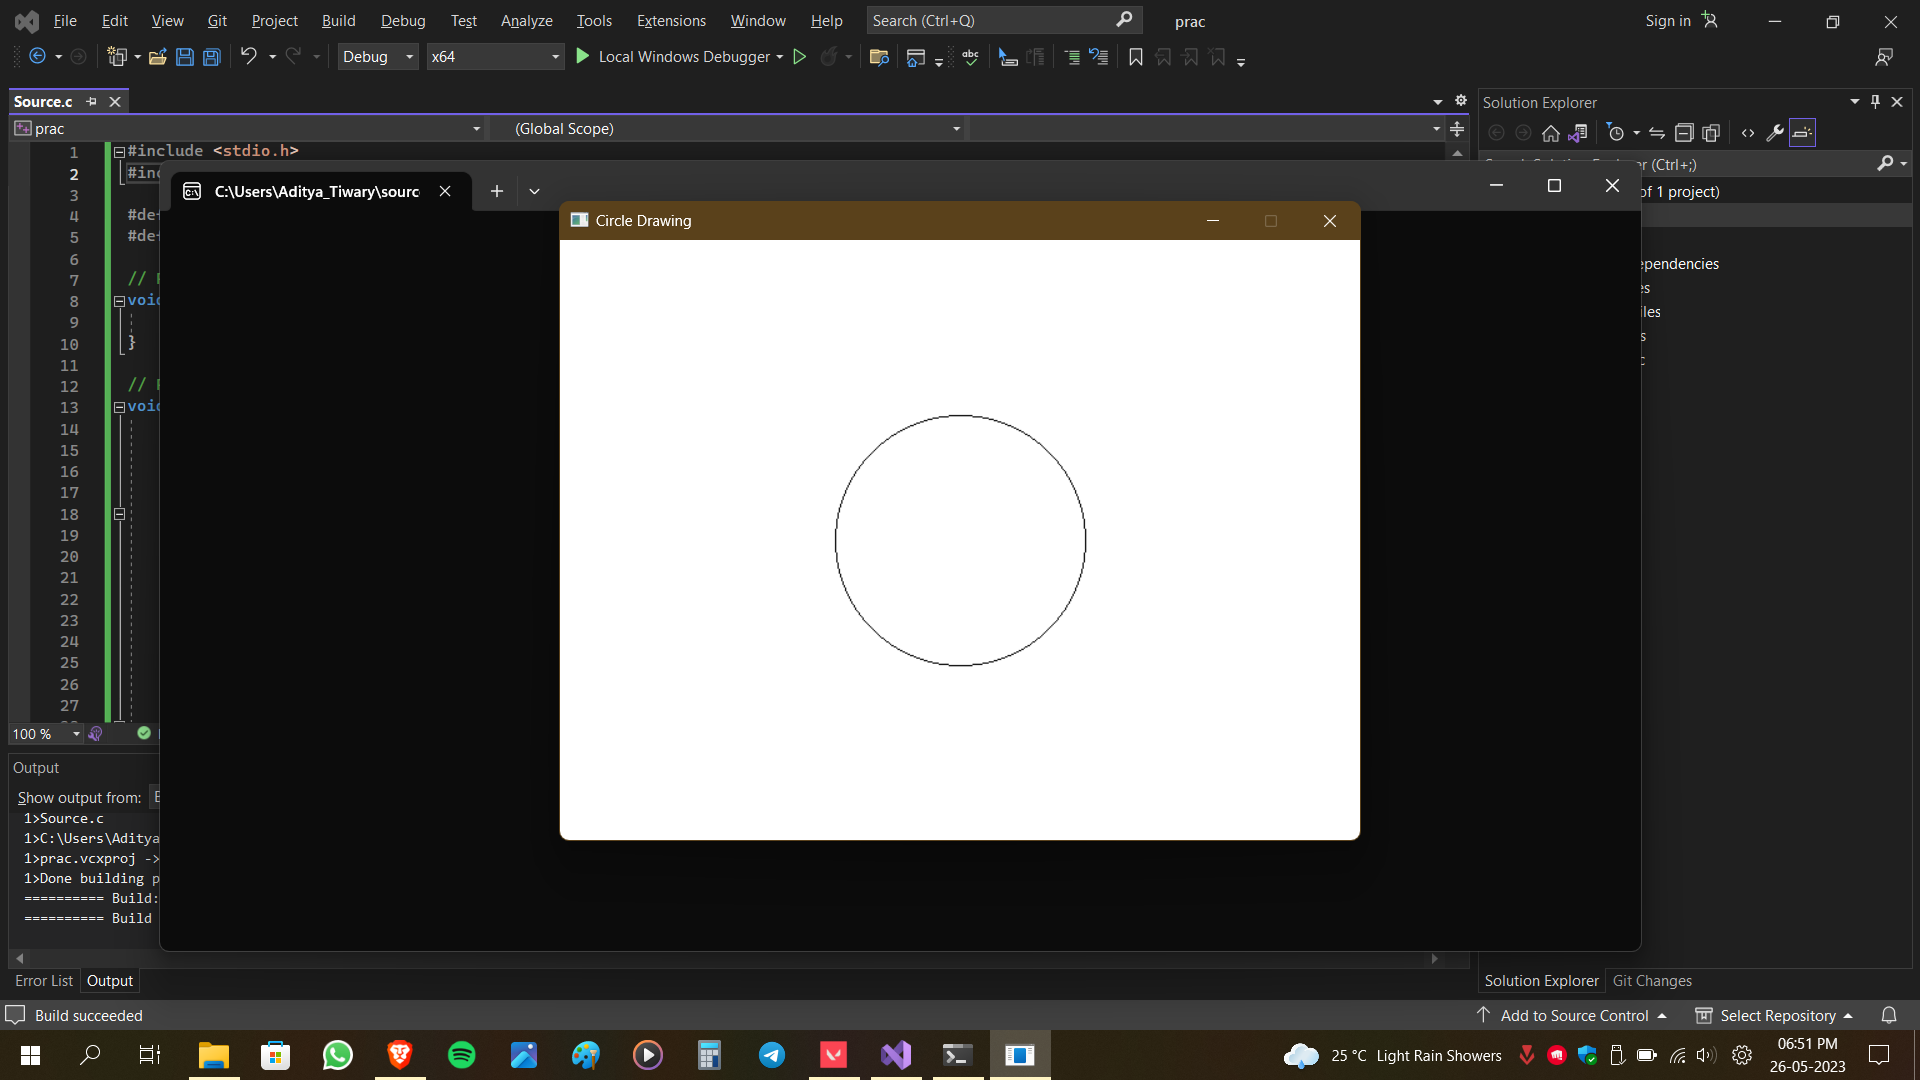 File Edit View Git Project Build Debug Test Analyze Tools Extensions Window Help Search (Ctrl+Q) prac Sign in
Debug x64 Local Windows Debugger
Source.c
prac (Global Scope)
1 #include <stdio.h>
2 #inc
3
4 #def
5 #def
6
7 // F
8 void
9
10 }
11
12 // F
13 void
14
15
16
17
18
19
20
21
22
23
24
25
26
27
100 %
C:\Users\Aditya_Tiwary\sourc
Circle Drawing
Output
Show output from:
1>Source.c
1>C:\Users\Aditya
1>prac.vcxproj ->
1>Done building p
========== Build:
========== Build
Error List Output
Solution Explorer
(Ctrl+;)
of 1 project)
ependencies
es
iles
s
c
Solution Explorer Git Changes
Build succeeded
Add to Source Control Select Repository
25 °C Light Rain Showers
06:51 PM
26-05-2023